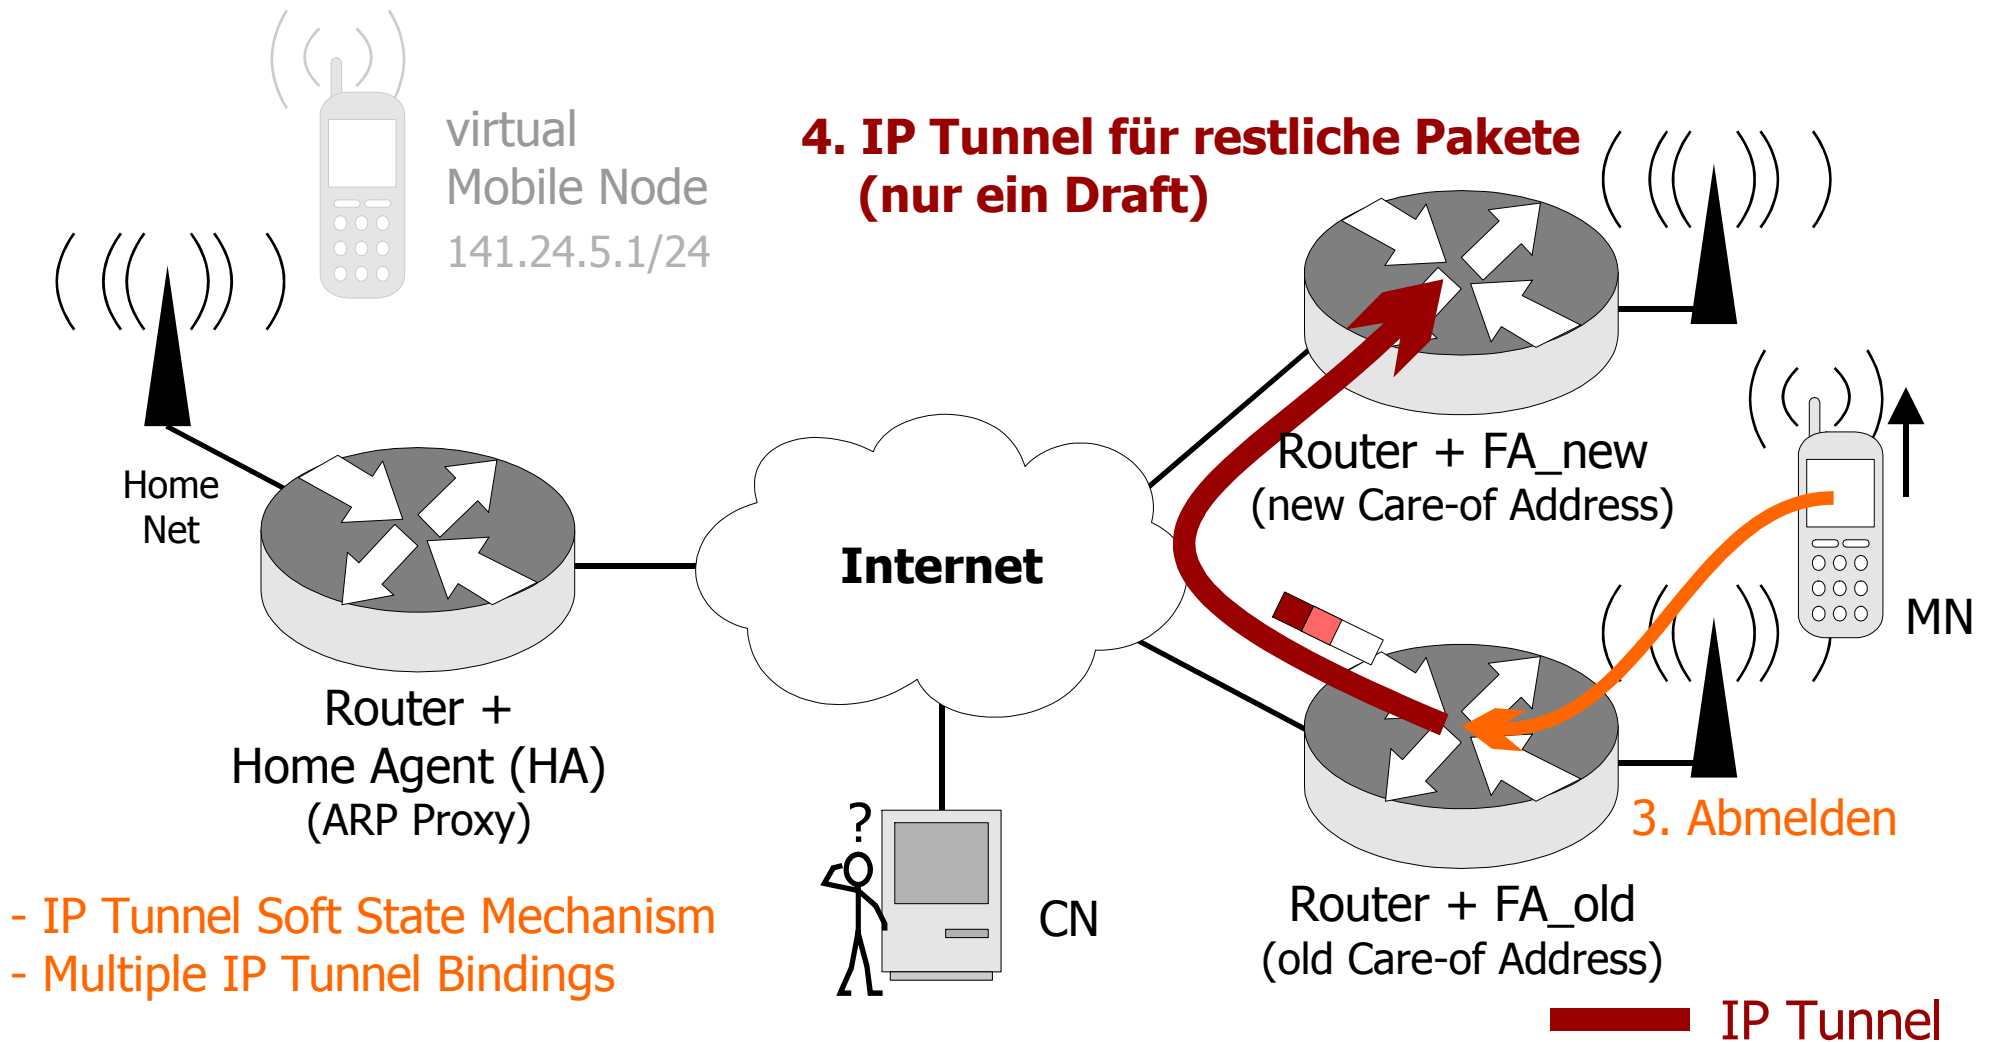 virtual
Mobile Node
141.24.5.1/24
4. IP Tunnel für restliche Pakete
(nur ein Draft)
Home
Net
Router + FA_new
(new Care-of Address)
Internet
MN
Router +
Home Agent (HA)
(ARP Proxy)
?
CN
3. Abmelden
Router + FA_old
(old Care-of Address)
- IP Tunnel Soft State Mechanism
- Multiple IP Tunnel Bindings
IP Tunnel